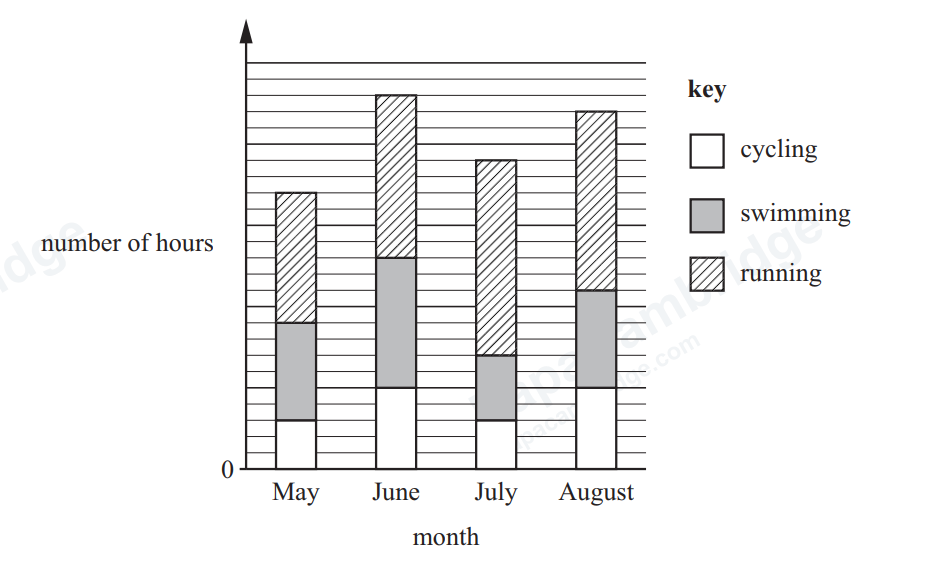 key
cycling
swimming
number of hours
running
0
May June July August
month